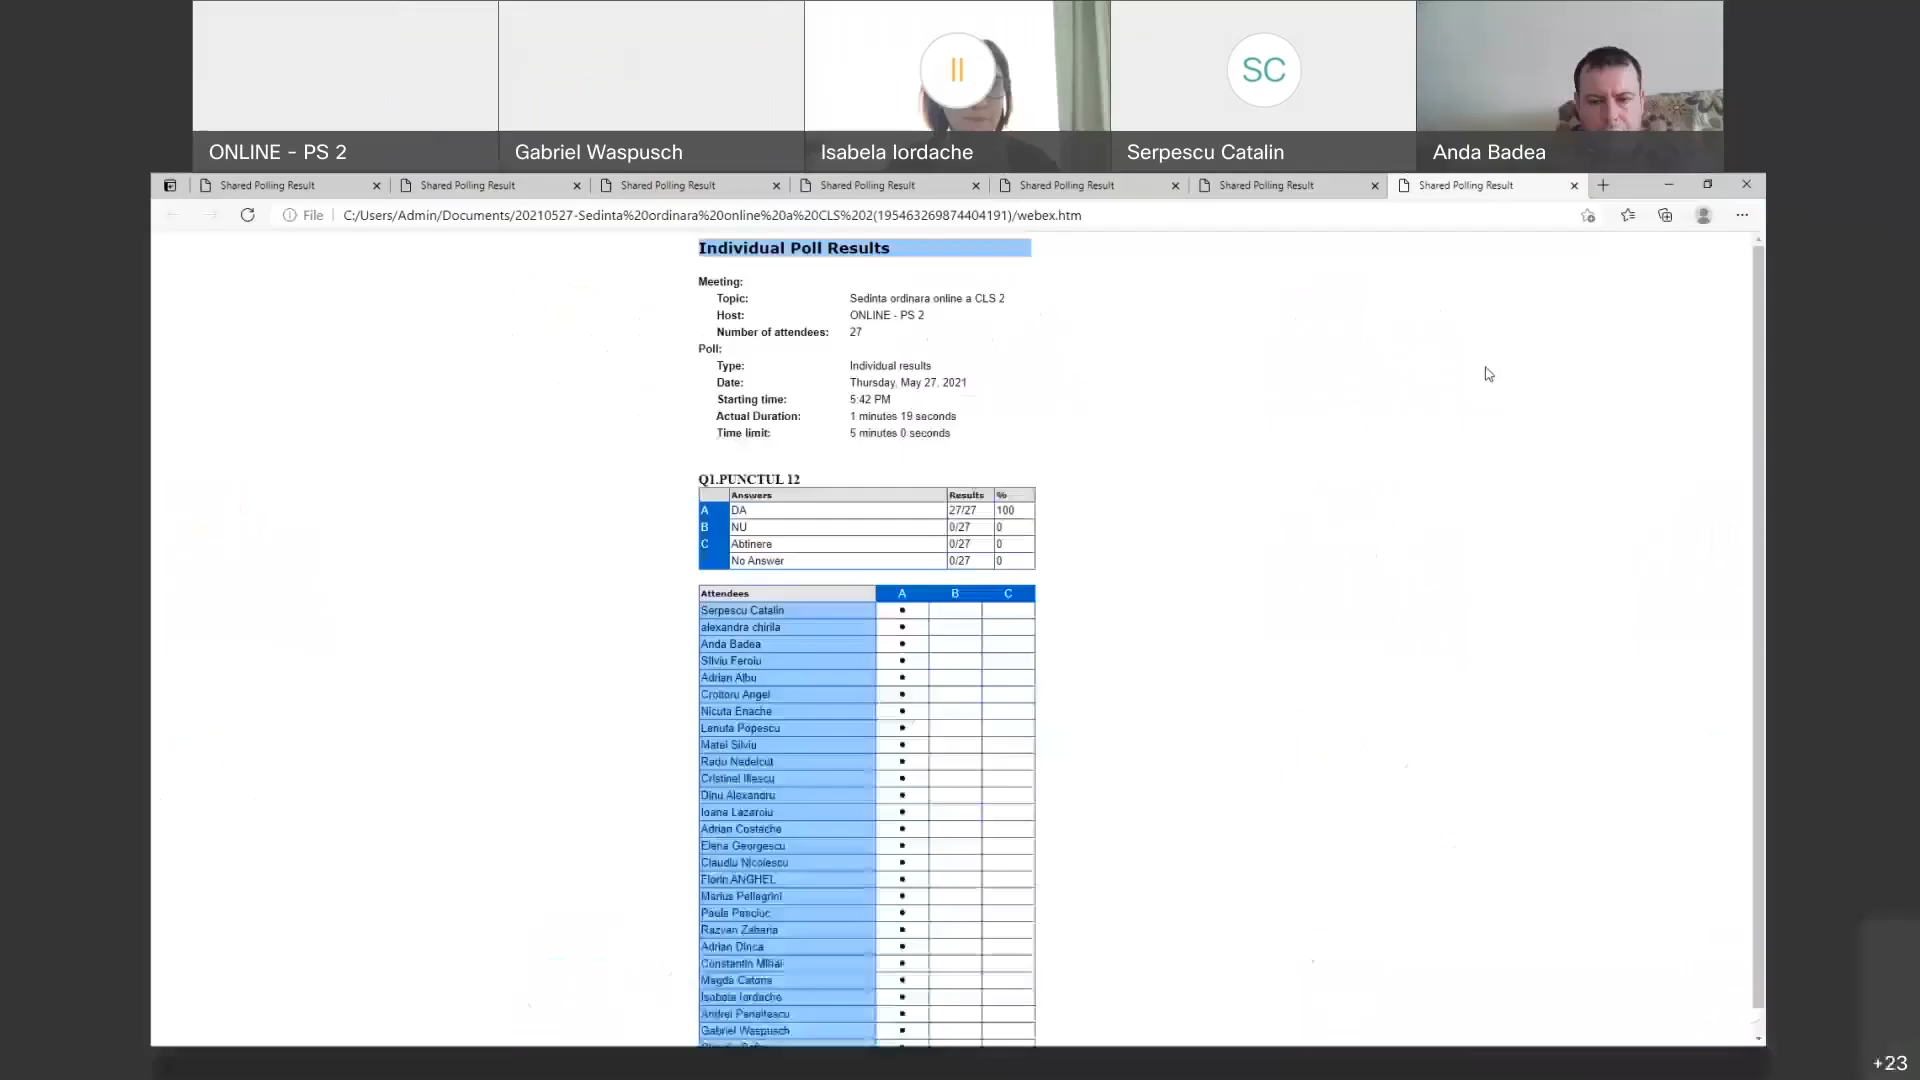 II
SC
ONLINE - PS 2
Gabriel Waspusch
Isabela Iordache
Serpescu Catalin
Anda Badea
Shared Polling Result
Shared Polling Result
Shared Polling Result
Shared Polling Result
Shared Polling Result
Shared Polling Result
Shared Polling Result
File
C:/Users/Admin/Documents/20210527-Sedinta%20ordinara%20online%20a%20CLS%202(195463269874404191)/webex.htm
Individual Poll Results
Meeting:
Topic: Sedinta ordinara online a CLS 2
Host: ONLINE - PS 2
Number of attendees: 27
Poll:
Type: Individual results
Date: Thursday, May 27, 2021
Starting time: 5:42 PM
Actual Duration: 1 minutes 19 seconds
Time limit: 5 minutes 0 seconds
Q1.PUNCTUL 12
Answers Results %
A DA 27/27 100
B NU 0/27 0
C Abtinere 0/27 0
No Answer 0/27 0
Attendees A B C
Serpescu Catalin
alexandra chirila
Anda Badea
Silviu Feroiu
Adrian Albu
Croitoru Angel
Nicuta Enache
Lenuta Popescu
Matei Silviu
Radu Nedelcut
Cristinel Iliescu
Dinu Alexandru
Ioana Lazaroiu
Adrian Costache
Elena Georgescu
Claudiu Nicolescu
Florin ANGHEL
Marius Pellegrini
Paula
Razvan Zaharia
Adrian Dinca
Constantin Mihai
Magda
Isabela Iordache
Andrei
Gabriel Waspusch
+23